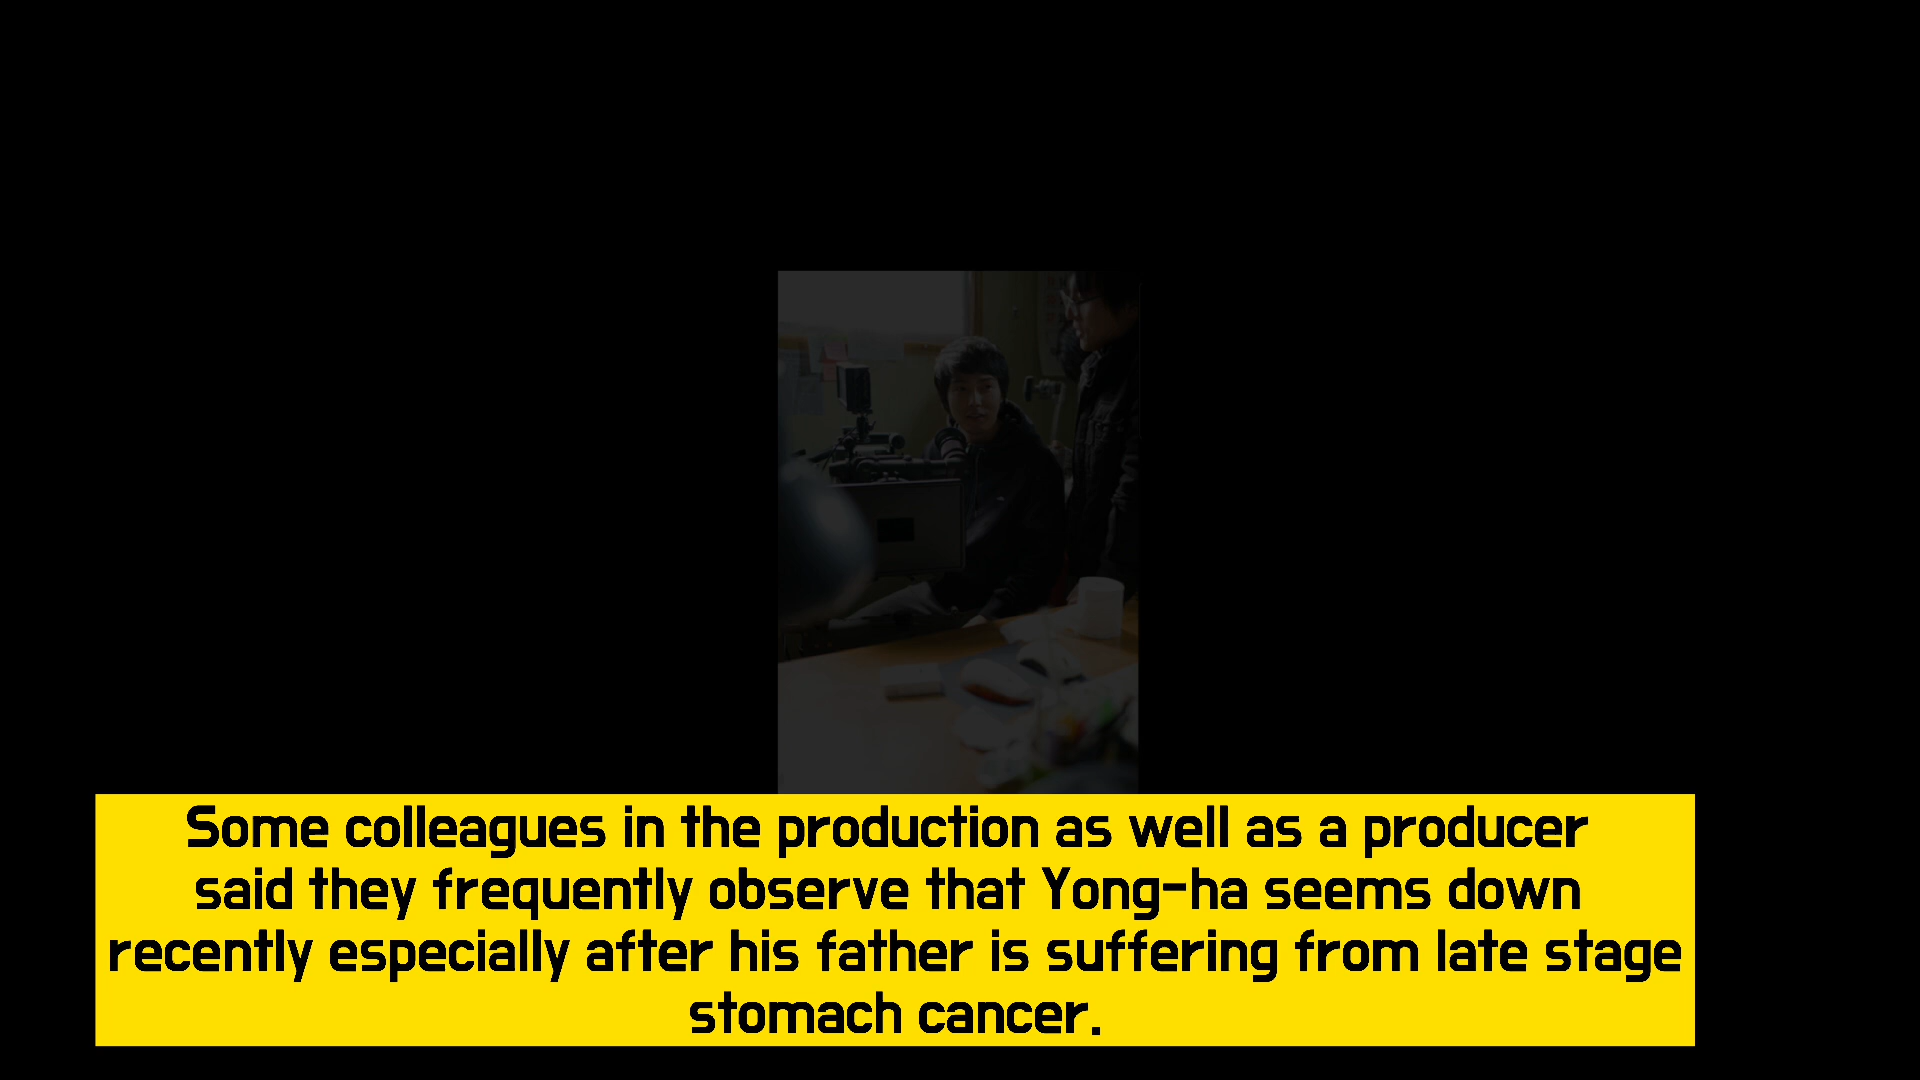 Some colleagues in the production as well as a producer
said they frequently observe that Yong-ha seems down
recently especially after his father is suffering from late stage
stomach cancer.